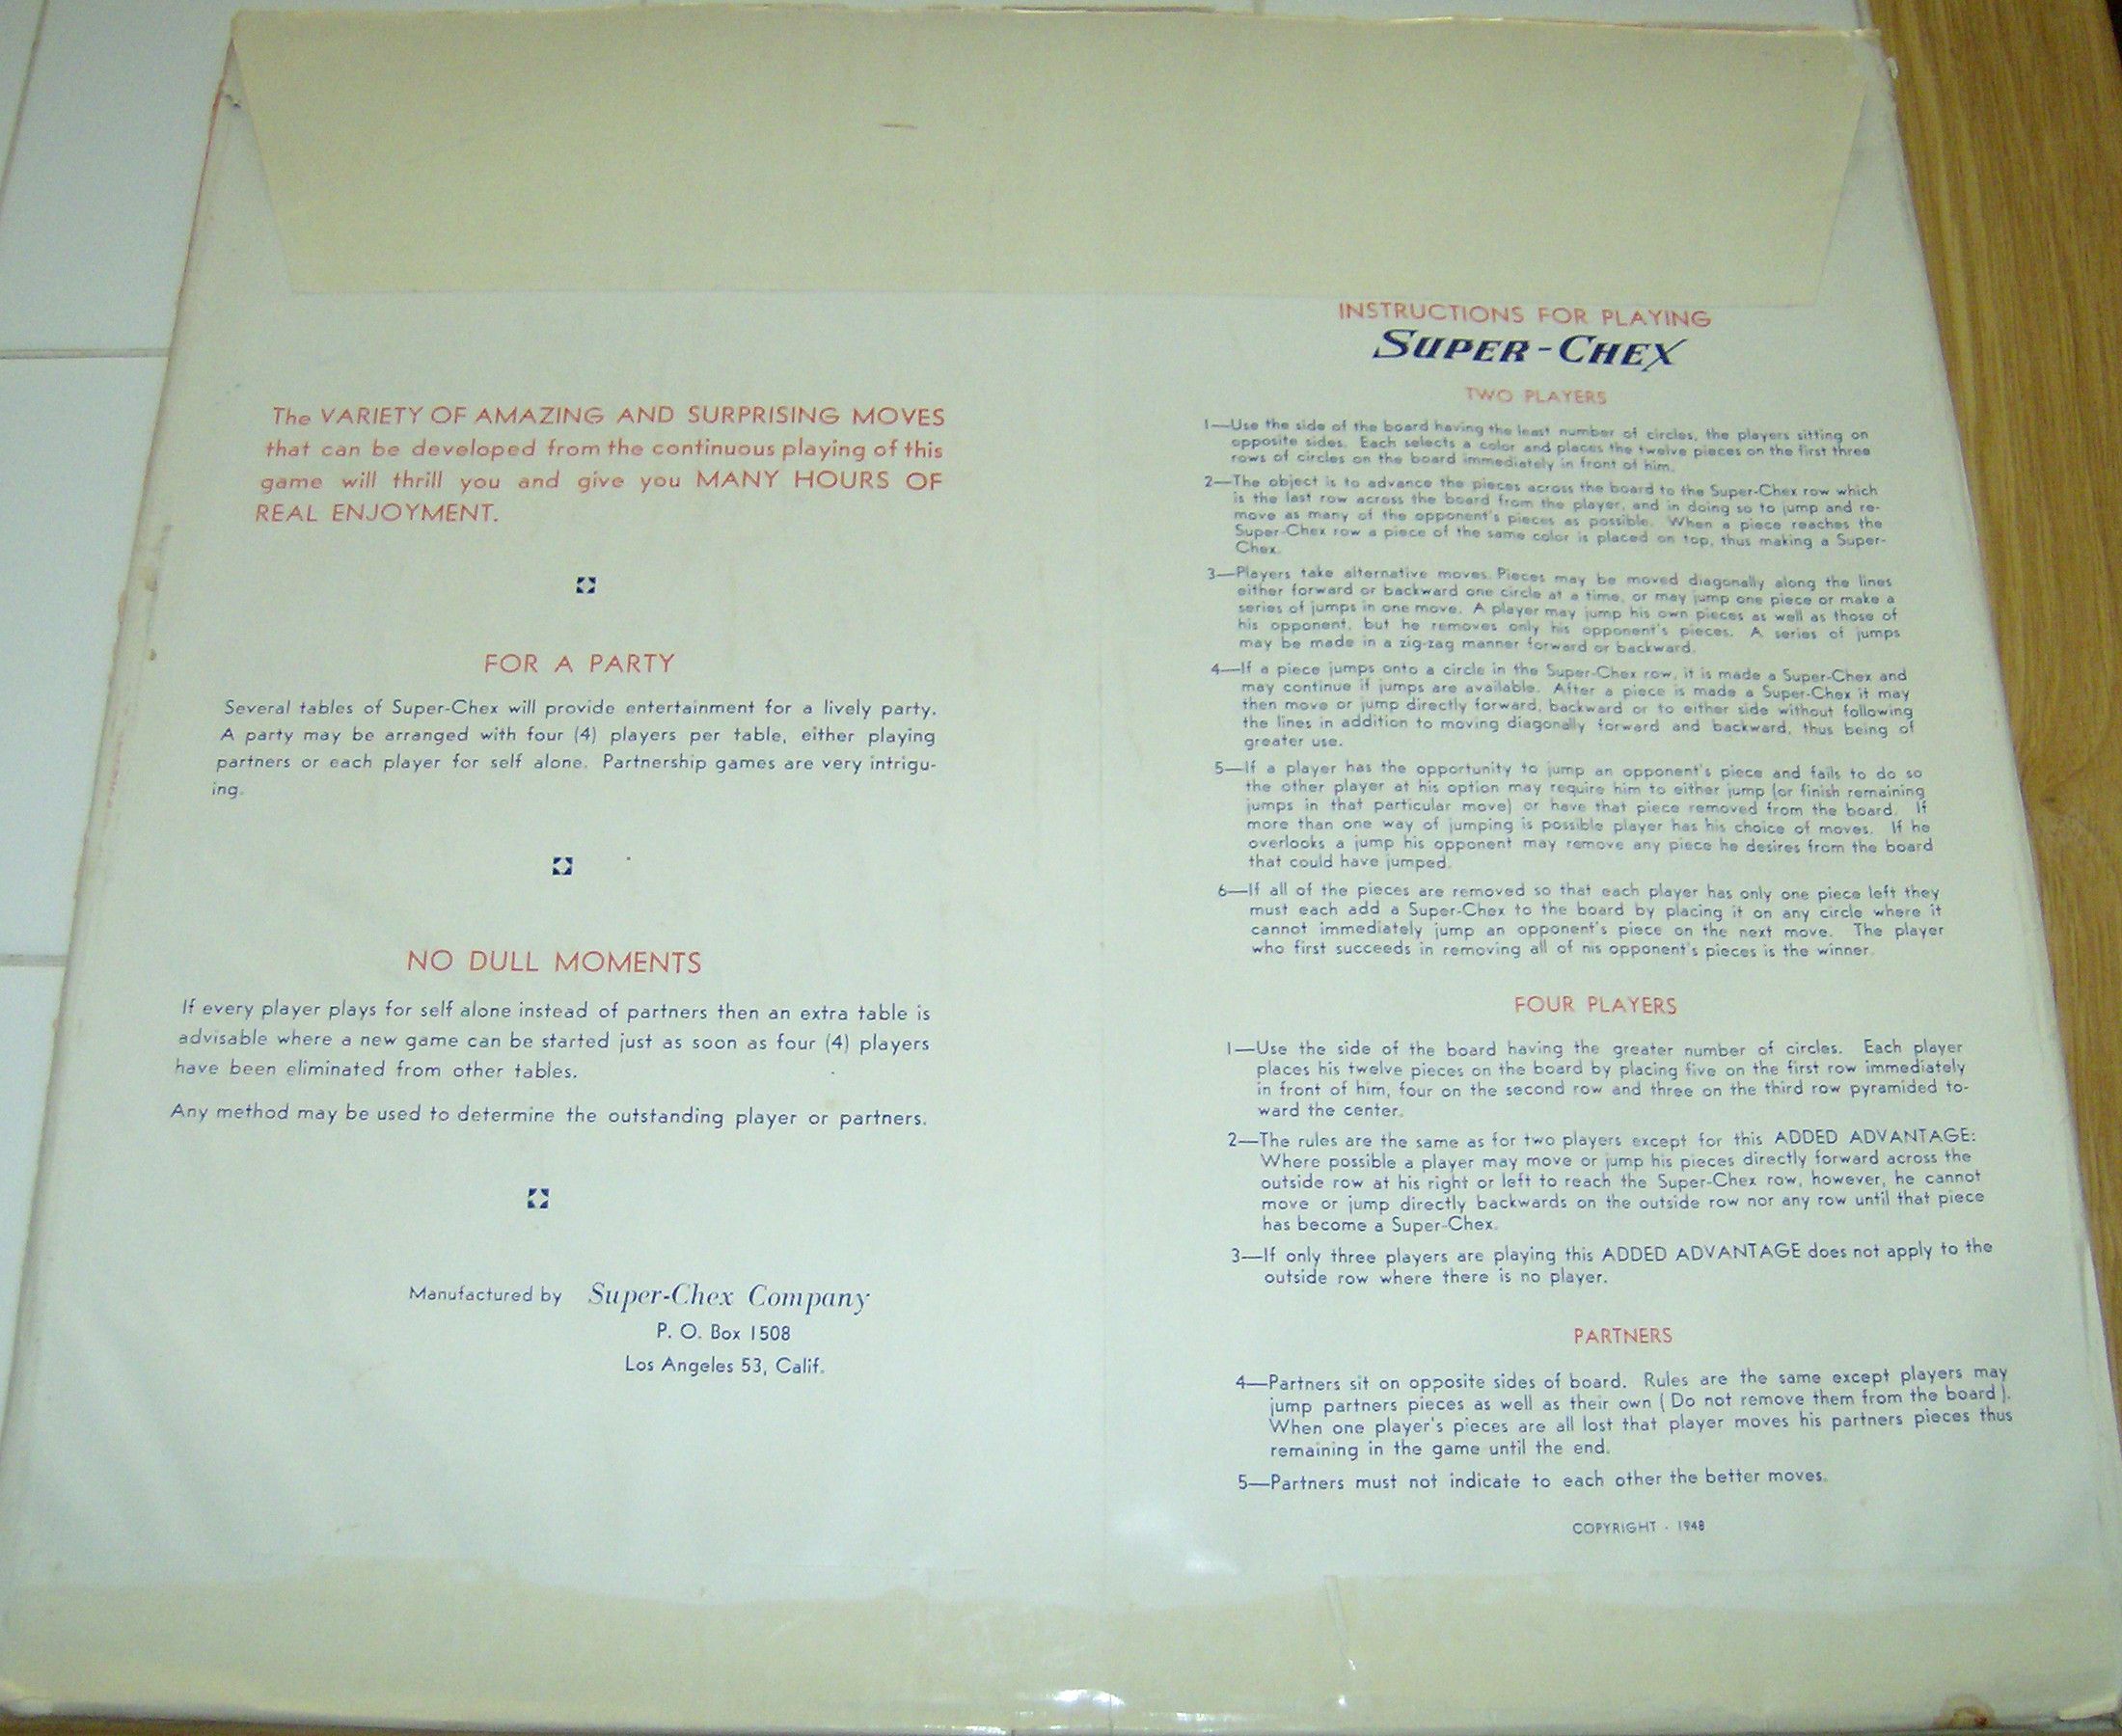 The VARIETY OF AMAZING AND SURPRISING MOVES
that can be developed from the continuous playing of this
game will thrill you and give you MANY HOURS OF
REAL ENJOYMENT.
FOR A PARTY
Several tables of Super-Chex will provide entertainment for a lively party.
A party may be arranged with four (4) players per table, either playing
partners or each player for self alone. Partnership games are very intrigu-
ing.
NO DULL MOMENTS
If every player plays for self alone instead of partners then an extra table is
advisable where a new game can be started just as soon as four (4) players
have been eliminated from other tables.
Any method may be used to determine the outstanding player or partners.
Manufactured by Super-Chex Company
P. O. Box 1508
Los Angeles 53, Calif.
INSTRUCTIONS FOR PLAYING
SUPER-CHEX
TWO PLAYERS
1—Use the side of the board having the least number of circles, the players sitting on
opposite sides. Each selects a color and places the twelve pieces on the first three
rows of circles on the board immediately in front of him.
2—The object is to advance the pieces across the board to the Super-Chex row which
is the last row across the board from the player, and in doing so to jump and re-
move as many of the opponent's pieces as possible. When a piece reaches the
Super-Chex row a piece of the same color is placed on top, thus making a Super-
Chex.
3—Players take alternative moves. Pieces may be moved diagonally along the lines
either forward or backward one circle at a time, or may jump one piece or make a
series of jumps in one move. A player may jump his own pieces as well as those of
his opponent, but he removes only his opponent's pieces. A series of jumps
may be made in a zig-zag manner forward or backward.
4—If a piece jumps onto a circle in the Super-Chex row, it is made a Super-Chex and
may continue if jumps are available. After a piece is made a Super-Chex it may
then move or jump directly forward, backward or to either side without following
the lines in addition to moving diagonally forward and backward, thus being of
greater use.
5—If a player has the opportunity to jump an opponent's piece and fails to do so
the other player at his option may require him to either jump (or finish remaining
jumps in that particular move) or have that piece removed from the board. If
more than one way of jumping is possible player has his choice of moves. If he
overlooks a jump his opponent may remove any piece he desires from the board
that could have jumped.
6—If all of the pieces are removed so that each player has only one piece left they
must each add a Super-Chex to the board by placing it on any circle where it
cannot immediately jump an opponent's piece on the next move. The player
who first succeeds in removing all of his opponent's pieces is the winner.
FOUR PLAYERS
1—Use the side of the board having the greater number of circles. Each player
places his twelve pieces on the board by placing five on the first row immediately
in front of him, four on the second row and three on the third row pyramided to-
ward the center.
2—The rules are the same as for two players except for this ADDED ADVANTAGE:
Where possible a player may move or jump his pieces directly forward across the
outside row at his right or left to reach the Super-Chex row, however, he cannot
move or jump directly backwards on the outside row nor any row until that piece
has become a Super-Chex.
3—If only three players are playing this ADDED ADVANTAGE does not apply to the
outside row where there is no player.
PARTNERS
4—Partners sit on opposite sides of board. Rules are the same except players may
jump partners pieces as well as their own (Do not remove them from the board).
When one player's pieces are all lost that player moves his partners pieces thus
remaining in the game until the end.
5—Partners must not indicate to each other the better moves.
COPYRIGHT - 1948